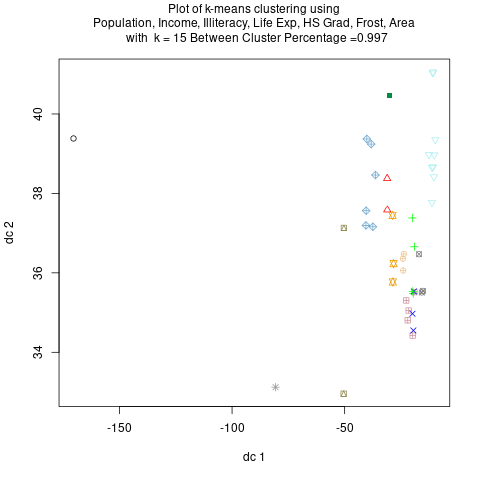 Plot of k-means clustering using
Population, Income, Illiteracy, Life Exp, HS Grad, Frost, Area
with k = 15 Between Cluster Percentage =0.997
40
38
36
34
dc 2
-150
-100
-50
dc 1